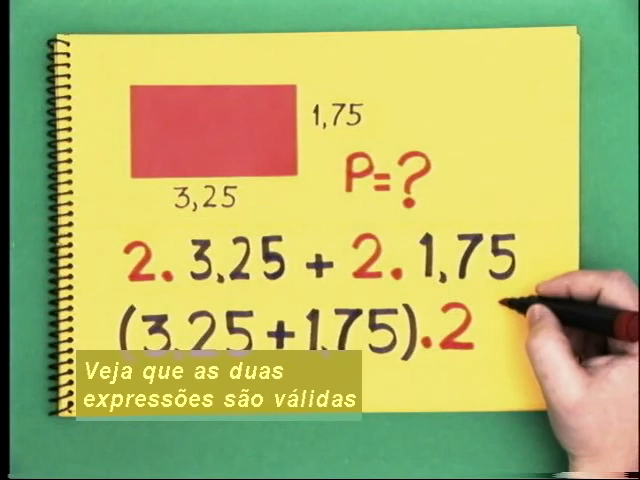 1,75
3,25
P=?
2. 3,25 + 2. 1,75
(3,25+1,75).2
Veja que as duas
expressões são válidas